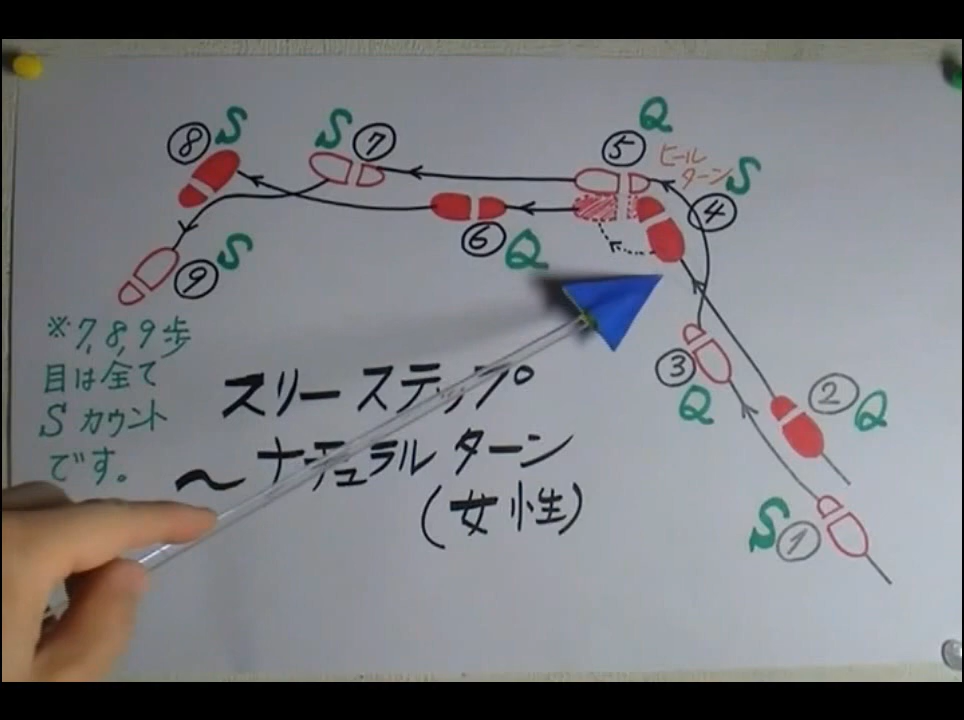 ⑧ S
S ⑦
Q
⑤
ヒール
ターン
S
④
⑥ Q
⑨ S
③
Q
② Q
S ①
※7,8,9歩
目は全て
Sカウント
です。
スリーステップ
〜ナチュラルターン
(女性)